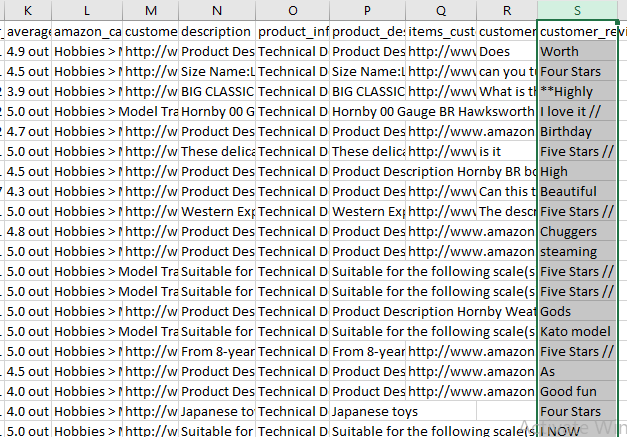 K L M N O P Q R S
average amazon_ca custome description product_inf product_des items_cust customer customer_revi
4.9 out Hobbies > http://w Product Des Technical D Product Des http://www Does Worth
4.5 out Hobbies > http://w Size Name:L Technical D Size Name:L http://www can you t Four Stars
3.9 out Hobbies > http://w BIG CLASSIC Technical D BIG CLASSIC http://www What is th **Highly
5.0 out Hobbies > Model Tra Hornby 00 G Technical D Hornby 00 Gauge BR Hawksworth I love it //
4.7 out Hobbies > http://w Product Des Technical D Product Des http://www.amazon Birthday
5.0 out Hobbies > http://w These delica Technical D These delica http://www is it Five Stars //
4.5 out Hobbies > http://w Product Des Technical D Product Description Hornby BR bo High
4.3 out Hobbies > http://w Product Des Technical D Product Des http://www Can this t Beautiful
5.0 out Hobbies > http://w Western Exp Technical D Western Exp http://www The descr Five Stars //
4.8 out Hobbies > http://w Product Des Technical D Product Des http://www.amazon Chuggers
5.0 out Hobbies > Model Tra Suitable for Technical D Suitable for the following scale(s steaming
5.0 out Hobbies > Model Tra Suitable for Technical D Suitable for the following scale(s Five Stars //
5.0 out Hobbies > Model Tra Suitable for Technical D Suitable for the following scale(s Five Stars //
5.0 out Hobbies > http://w Product Des Technical D Product Description Hornby Weat Gods
5.0 out Hobbies > Model Tra Suitable for Technical D Suitable for the following scale(s Kato model
5.0 out Hobbies > http://w From 8-year Technical D From 8-year http://www.amazon Five Stars //
4.5 out Hobbies > http://w Product Des Technical D Product Des http://www.amazon As
4.0 out Hobbies > http://w Product Des Technical D Product Des http://www.amazon Good fun
4.0 out Hobbies > http://w Japanese toy Technical D Japanese toys Four Stars
5.0 out Hobbies > http://w Suitable for Technical D Suitable for the following scale(s I NOW